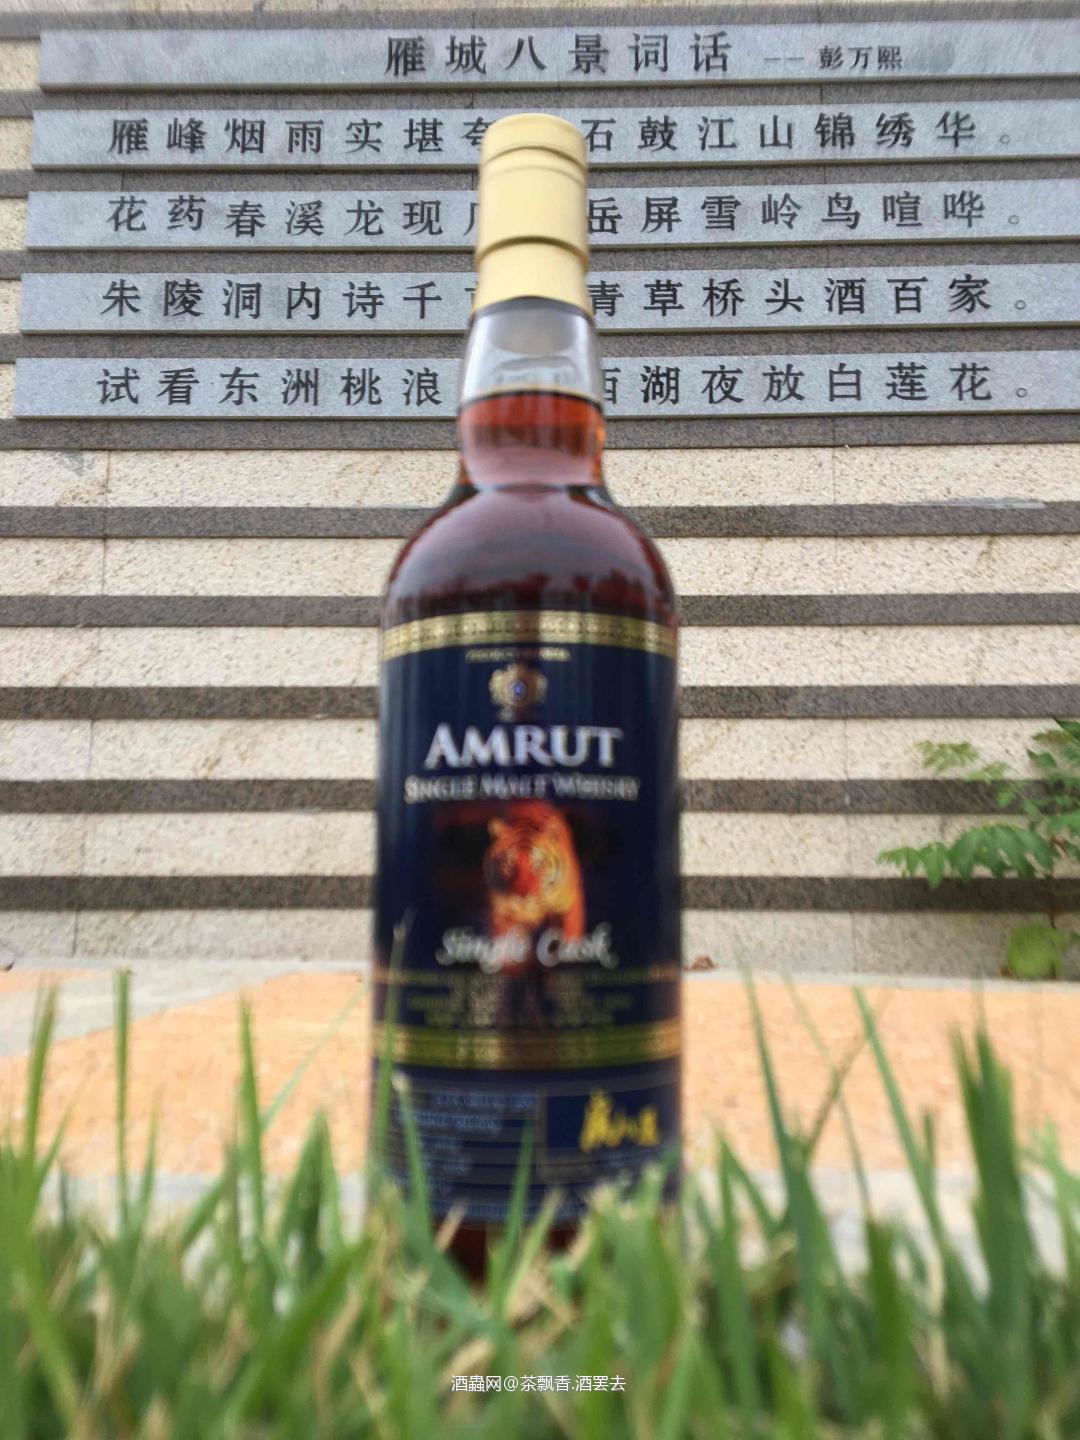 雁城八景词话 —— 彭万熙
雁峰烟雨实堪夸 石鼓江山锦绣华。
花药春溪龙现 岳屏雪岭鸟喧哗。
朱陵洞内诗千 青草桥头酒百家。
试看东洲桃浪 西湖夜放白莲花。
AMRUT
SINGLE MALT WHISKY
Single Cask
酒蟲网@茶飘香.酒罢去